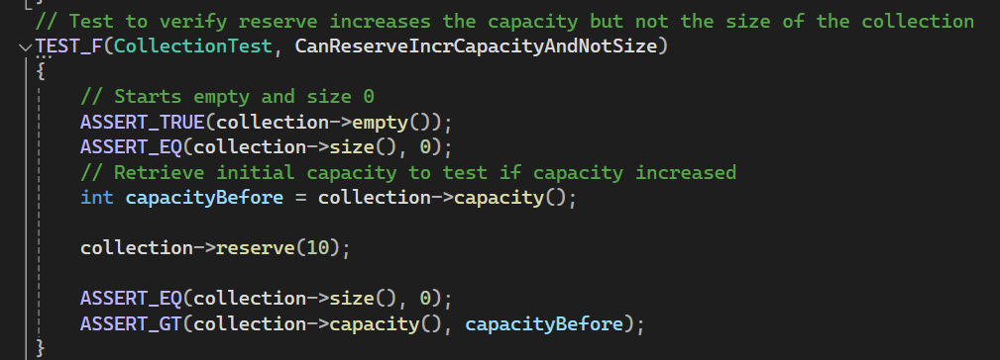 // Test to verify reserve increases the capacity but not the size of the collection
TEST_F(CollectionTest, CanReserveIncrCapacityAndNotSize)
{
    // Starts empty and size 0
    ASSERT_TRUE(collection->empty());
    ASSERT_EQ(collection->size(), 0);
    // Retrieve initial capacity to test if capacity increased
    int capacityBefore = collection->capacity();

    collection->reserve(10);

    ASSERT_EQ(collection->size(), 0);
    ASSERT_GT(collection->capacity(), capacityBefore);
}